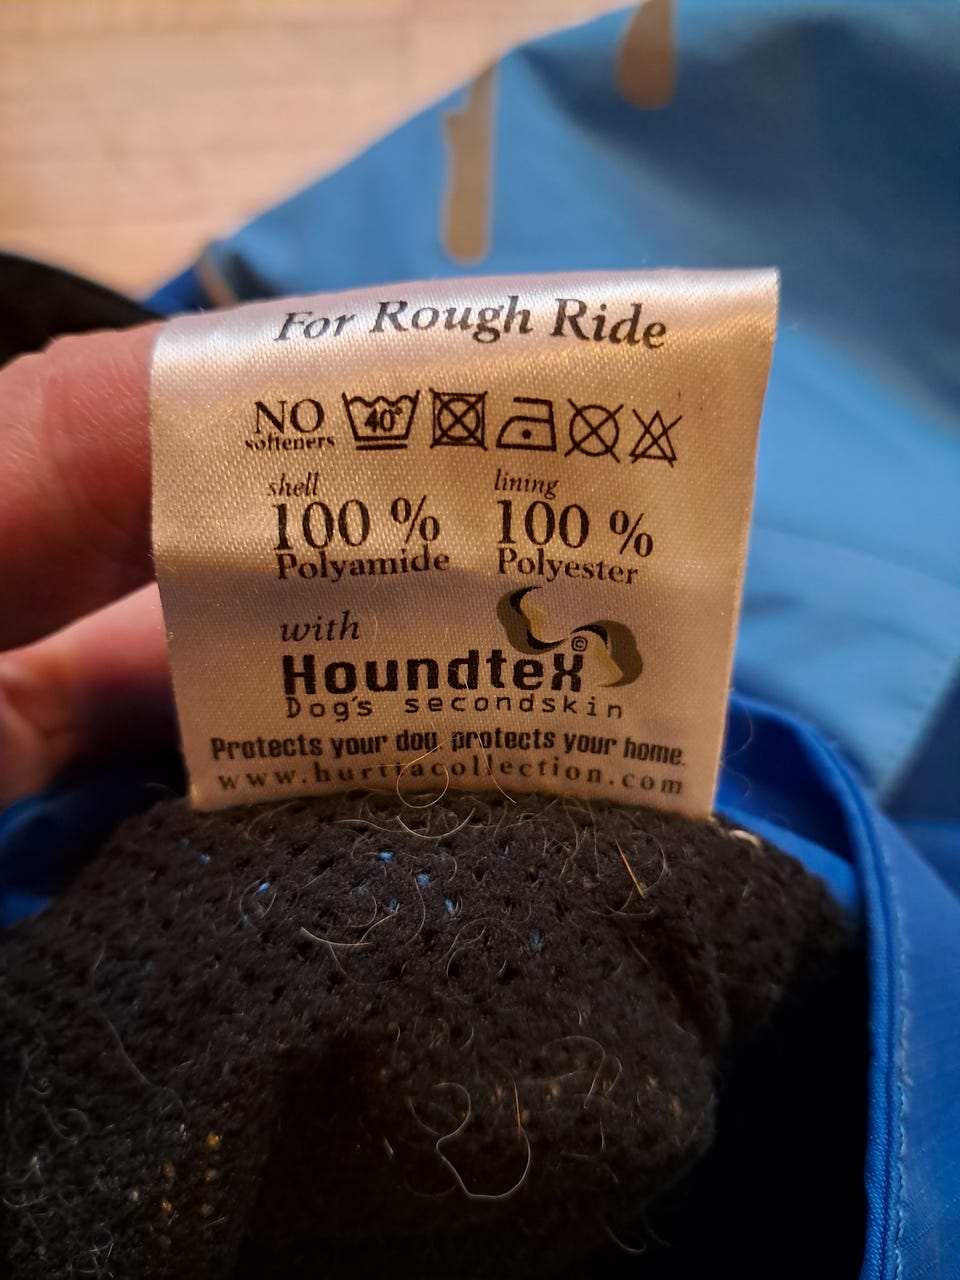 For Rough Ride
NO
softeners
40°
shell
100 %
Polyamide
lining
100 %
Polyester
with
Houndtex©
Dog's secondskin
Protects your dog protects your home.
www.hurttacollection.com